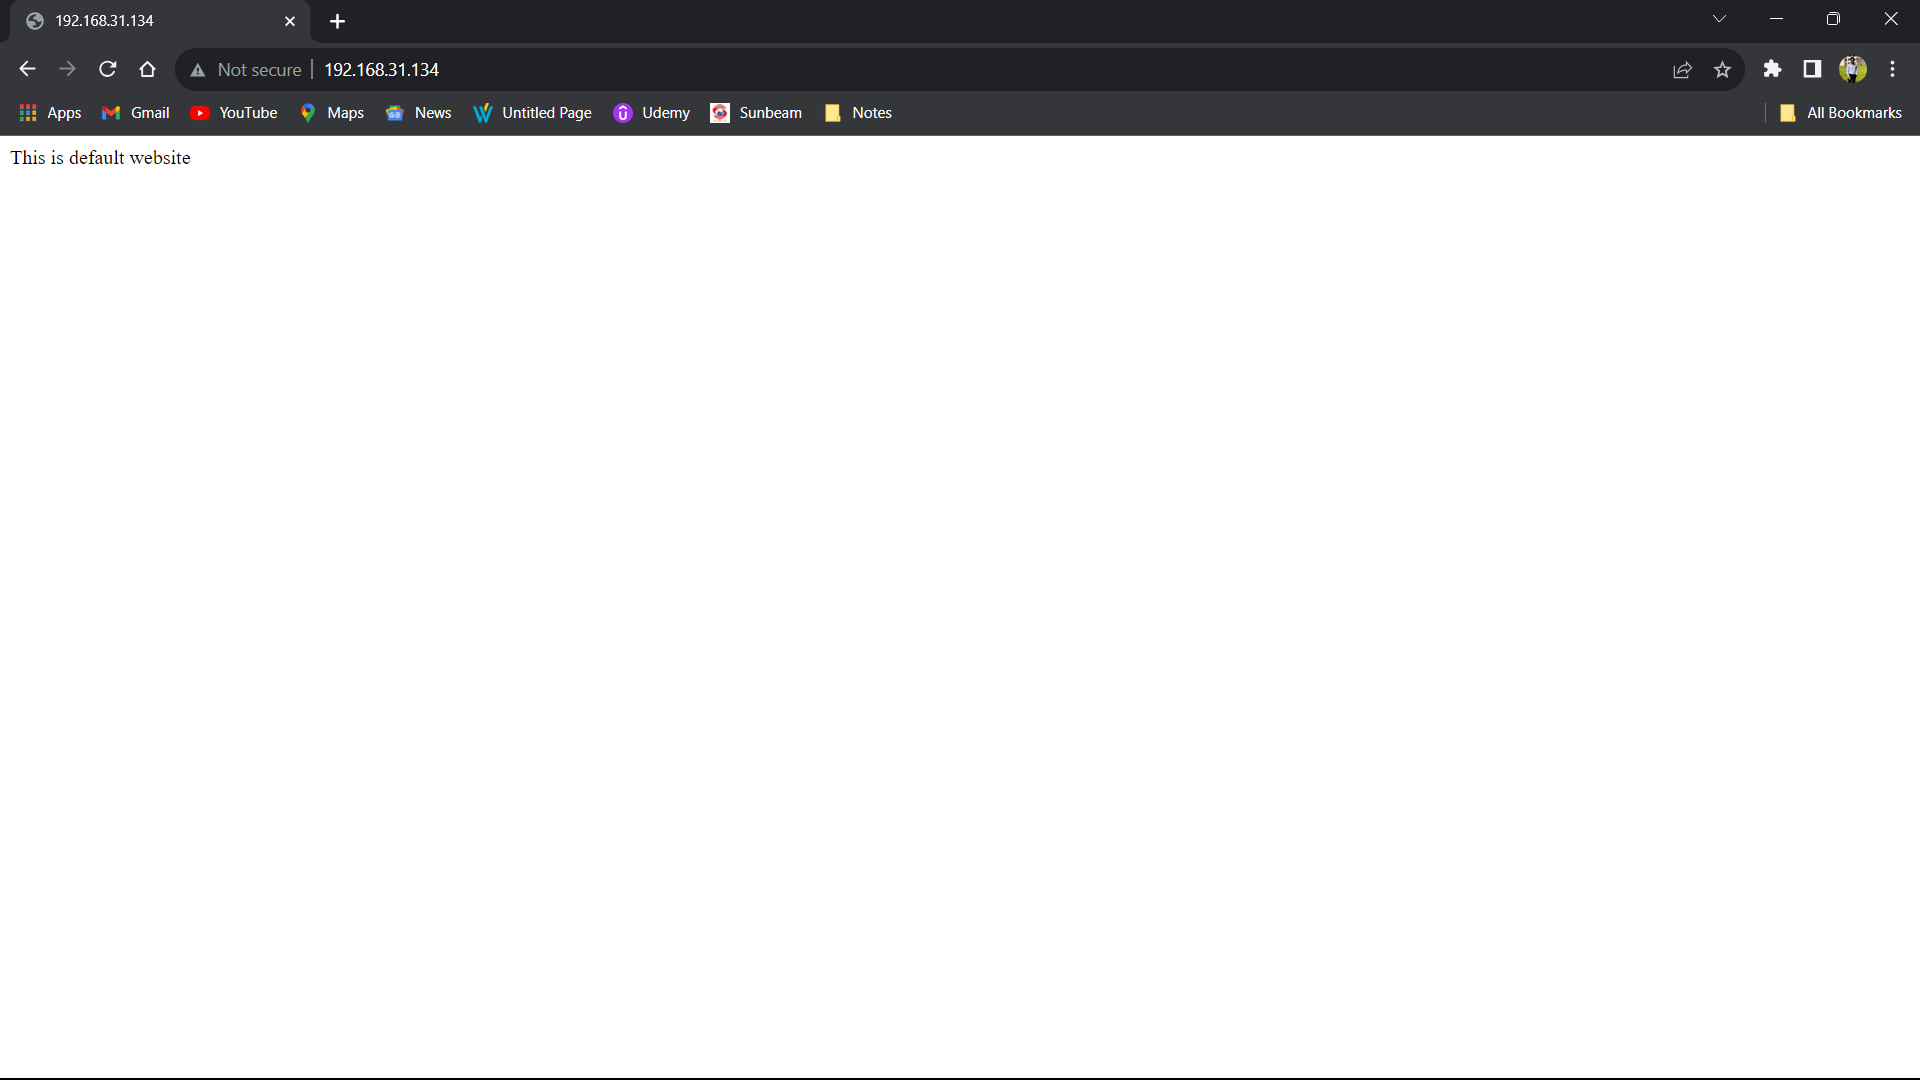 192.168.31.134
Not secure 192.168.31.134
Apps Gmail YouTube Maps News Untitled Page Udemy Sunbeam Notes All Bookmarks
This is default website